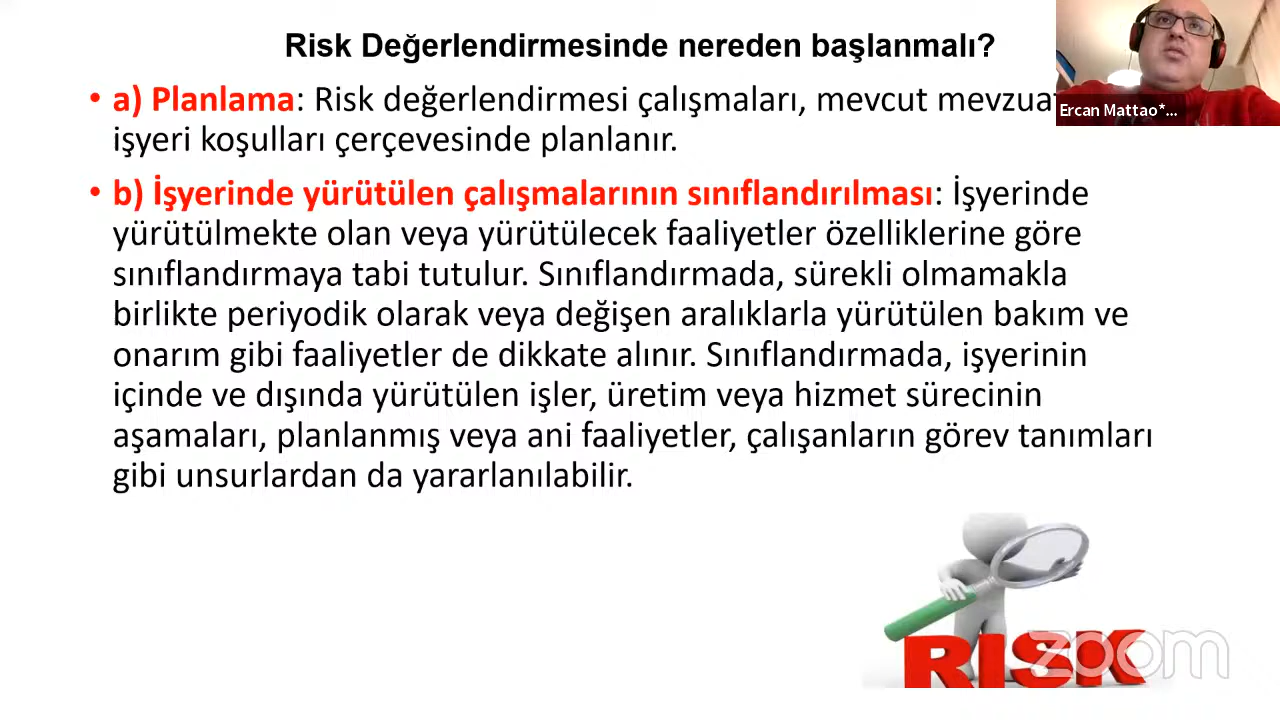 Risk Değerlendirmesinde nereden başlanmalı?
• a) Planlama: Risk değerlendirmesi çalışmaları, mevcut
işyeri koşulları çerçevesinde planlanır.
• b) İşyerinde yürütülen çalışmalarının sınıflandırılması: İşyerinde
yürütülmekte olan veya yürütülecek faaliyetler özelliklerine göre
sınıflandırmaya tabi tutulur. Sınıflandırmada, sürekli olmamakla
birlikte periyodik olarak veya değişen aralıklarla yürütülen bakım ve
onarım gibi faaliyetler de dikkate alınır. Sınıflandırmada, işyerinin
içinde ve dışında yürütülen işler, üretim veya hizmet sürecinin
aşamaları, planlanmış veya ani faaliyetler, çalışanların görev tanımları
gibi unsurlardan da yararlanılabilir.
Ercan Mattao*...
RISK
zoom